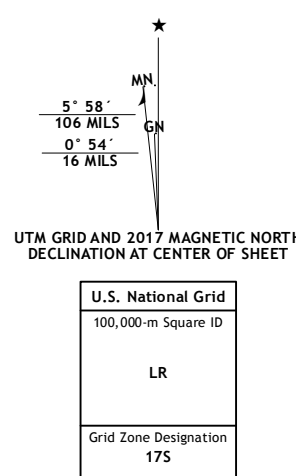 ★
MN.
5° 58´
106 MILS
GN
0° 54´
16 MILS
UTM GRID AND 2017 MAGNETIC NORTH
DECLINATION AT CENTER OF SHEET
U.S. National Grid
100,000-m Square ID
LR
Grid Zone Designation
17S